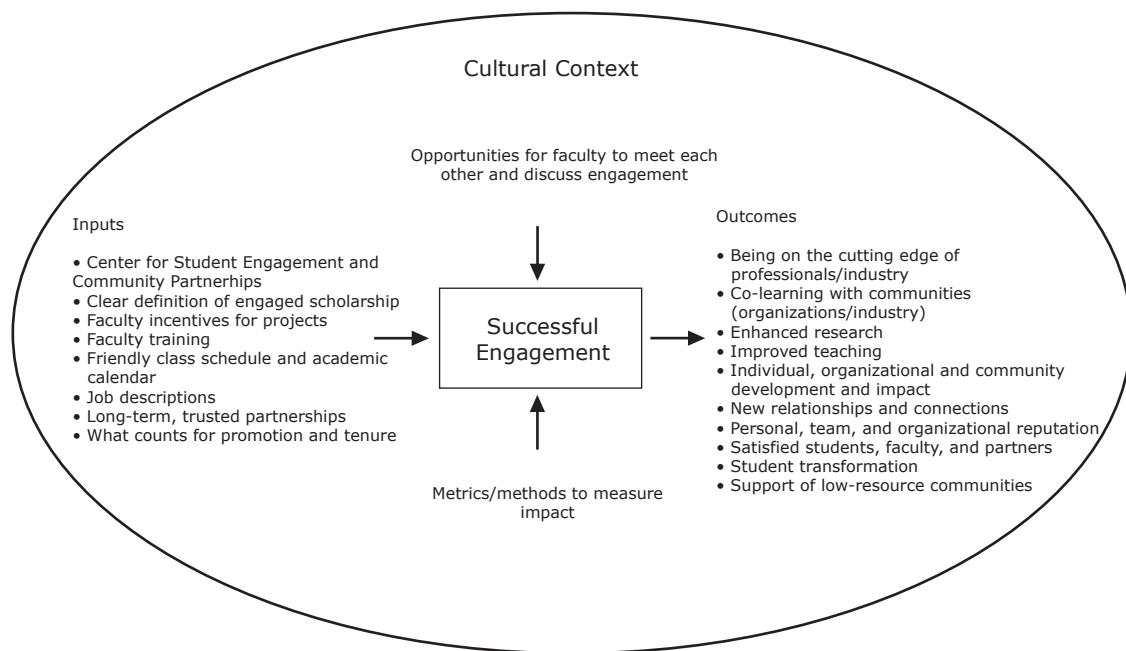 Cultural Context
Opportunities for faculty to meet each
other and discuss engagement
Inputs
• Center for Student Engagement and
Community Partnerhips
• Clear definition of engaged scholarship
• Faculty incentives for projects
• Faculty training
• Friendly class schedule and academic
calendar
• Job descriptions
• Long-term, trusted partnerships
• What counts for promotion and tenure
Successful
Engagement
Metrics/methods to measure
impact
Outcomes
• Being on the cutting edge of
professionals/industry
• Co-learning with communities
(organizations/industry)
• Enhanced research
• Improved teaching
• Individual, organizational and community
development and impact
• New relationships and connections
• Personal, team, and organizational reputation
• Satisfied students, faculty, and partners
• Student transformation
• Support of low-resource communities